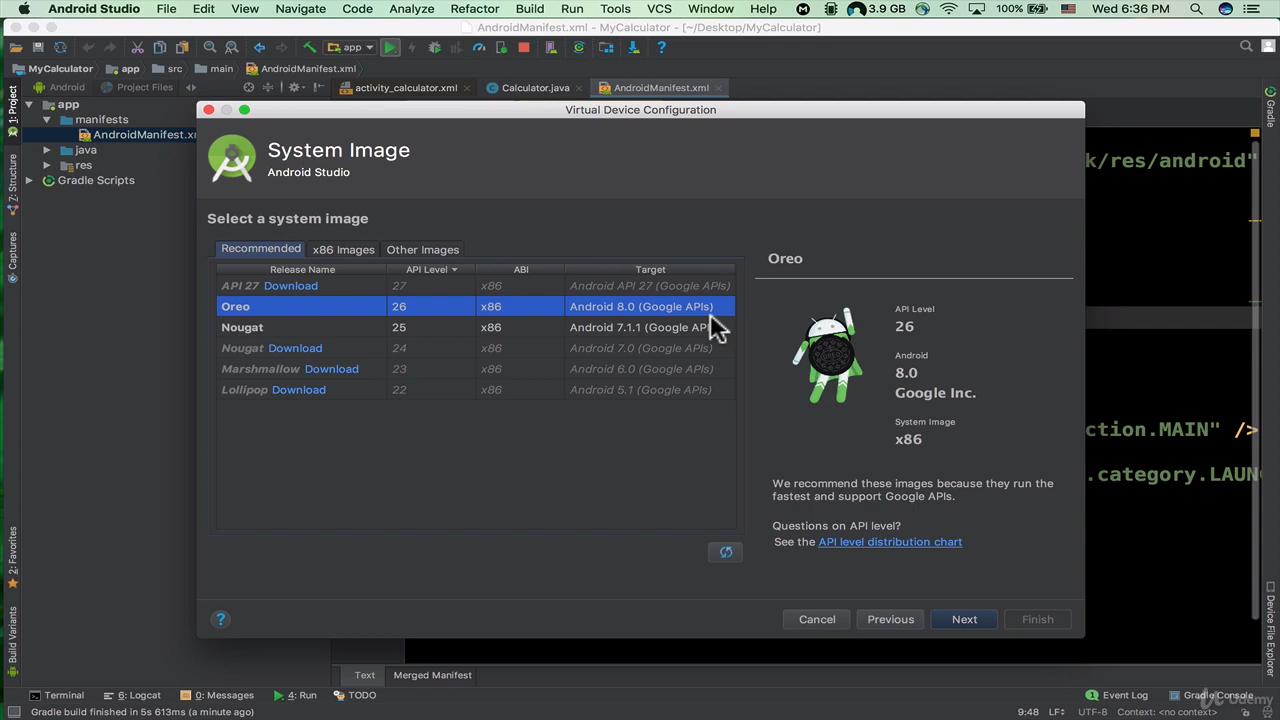 Android Studio File Edit View Navigate Code Analyze Refactor Build Run Tools VCS Window Help 3.9 GB 100% Wed 6:36 PM
AndroidManifest.xml - MyCalculator - [~/Desktop/MyCalculator]
app
MyCalculator app src main AndroidManifest.xml
Android Project Files activity_calculator.xml Calculator.java AndroidManifest.xml
1: Project
7: Structure
Captures
2: Favorites
Build Variants
app
manifests
AndroidManifest.xm
java
res
Gradle Scripts
Virtual Device Configuration
System Image
Android Studio
Select a system image
Recommended x86 Images Other Images
Release Name API Level ABI Target
API 27 Download 27 x86 Android API 27 (Google APIs)
Oreo 26 x86 Android 8.0 (Google APIs)
Nougat 25 x86 Android 7.1.1 (Google AP
Nougat Download 24 x86 Android 7.0 (Google APIs)
Marshmallow Download 23 x86 Android 6.0 (Google APIs)
Lollipop Download 22 x86 Android 5.1 (Google APIs)
Oreo
API Level
26
Android
8.0
Google Inc.
System Image
x86
We recommend these images because they run the
fastest and support Google APIs.
Questions on API level?
See the API level distribution chart
? Cancel Previous Next Finish
k/res/android"
ction.MAIN" />
.category.LAUN
Gradle
Device File Explorer
Text Merged Manifest
Terminal 6: Logcat 0: Messages 4: Run TODO Event Log Gradle Console
Gradle build finished in 5s 613ms (a minute ago) 9:48 LF UTF-8 Context: <no context>
Udemy